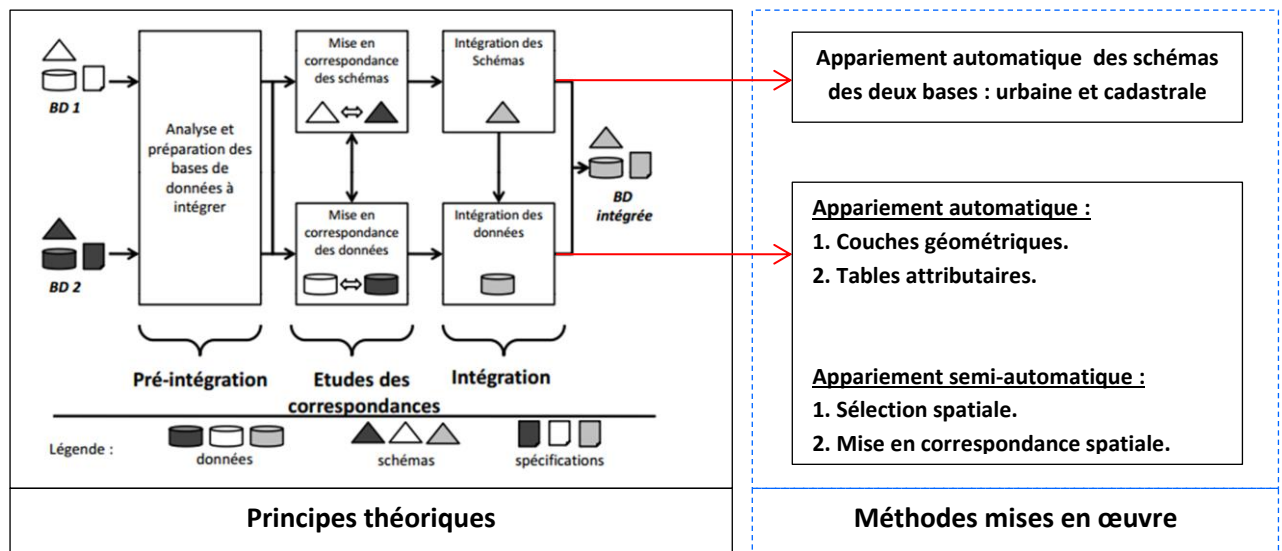 BD 1
BD 2
Analyse et
préparation des
bases de
données à
intégrer
Mise en
correspondance
des schémas
Intégration des
Schémas
Mise en
correspondance
des données
Intégration des
données
BD
intégrée
Pré-intégration
Etudes des
correspondances
Intégration
Légende :
données
schémas
spécifications
Principes théoriques
Appariement automatique des schémas
des deux bases : urbaine et cadastrale
Appariement automatique :
1. Couches géométriques.
2. Tables attributaires.
Appariement semi-automatique :
1. Sélection spatiale.
2. Mise en correspondance spatiale.
Méthodes mises en œuvre